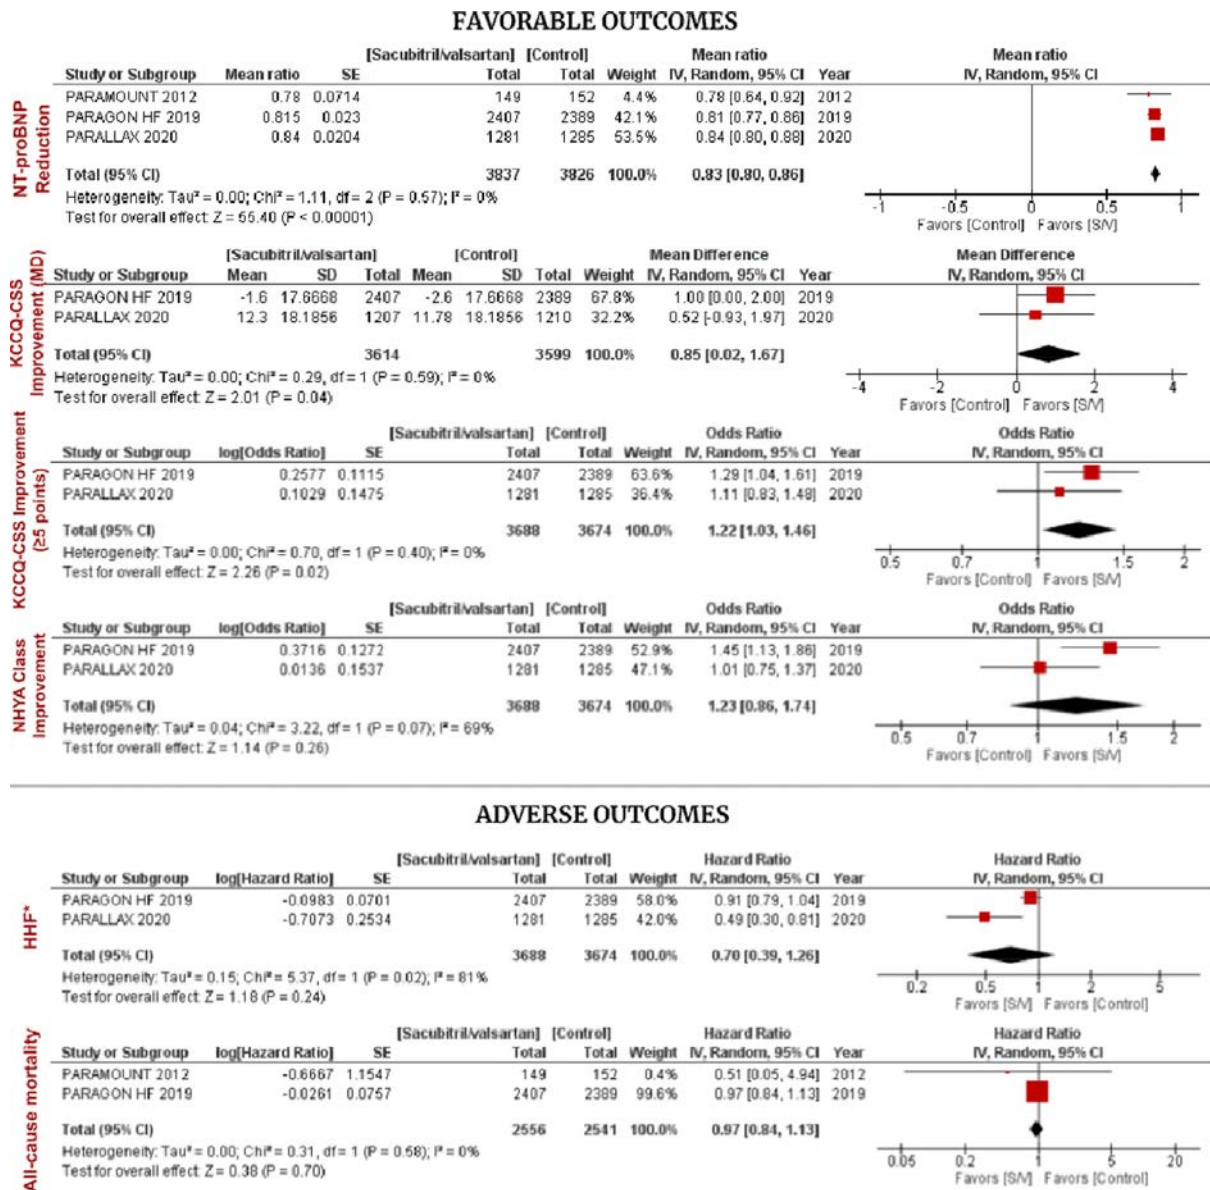 FAVORABLE OUTCOMES
NT-proBNP Reduction
[Sacubitril/valsartan] [Control] Mean ratio Mean ratio
Study or Subgroup Mean ratio SE Total Total Weight IV, Random, 95% CI Year IV, Random, 95% CI
PARAMOUNT 2012 0.78 0.0714 149 152 4.4% 0.78 [0.64, 0.92] 2012
PARAGON HF 2019 0.815 0.023 2407 2389 42.1% 0.81 [0.77, 0.86] 2019
PARALLAX 2020 0.84 0.0204 1281 1285 53.5% 0.84 [0.80, 0.88] 2020
Total (95% CI) 3837 3826 100.0% 0.83 [0.80, 0.86]
Heterogeneity: Tau² = 0.00; Chi² = 1.11, df = 2 (P = 0.57); I² = 0%
Test for overall effect: Z = 55.40 (P < 0.00001)
-1 -0.5 0 0.5 1
Favors [Control] Favors [S/V]
KCCQ-CSS Improvement (MD)
[Sacubitril/valsartan] [Control] Mean Difference Mean Difference
Study or Subgroup Mean SD Total Mean SD Total Weight IV, Random, 95% CI Year IV, Random, 95% CI
PARAGON HF 2019 -1.6 17.6668 2407 -2.6 17.6668 2389 67.8% 1.00 [0.00, 2.00] 2019
PARALLAX 2020 12.3 18.1856 1207 11.78 18.1856 1210 32.2% 0.52 [-0.93, 1.97] 2020
Total (95% CI) 3614 3599 100.0% 0.85 [0.02, 1.67]
Heterogeneity: Tau² = 0.00; Chi² = 0.29, df = 1 (P = 0.59); I² = 0%
Test for overall effect: Z = 2.01 (P = 0.04)
-4 -2 0 2 4
Favors [Control] Favors [S/V]
KCCQ-CSS Improvement (≥5 points)
[Sacubitril/valsartan] [Control] Odds Ratio Odds Ratio
Study or Subgroup log[Odds Ratio] SE Total Total Weight IV, Random, 95% CI Year IV, Random, 95% CI
PARAGON HF 2019 0.2577 0.1115 2407 2389 63.6% 1.29 [1.04, 1.61] 2019
PARALLAX 2020 0.1029 0.1475 1281 1285 36.4% 1.11 [0.83, 1.48] 2020
Total (95% CI) 3688 3674 100.0% 1.22 [1.03, 1.46]
Heterogeneity: Tau² = 0.00; Chi² = 0.70, df = 1 (P = 0.40); I² = 0%
Test for overall effect: Z = 2.26 (P = 0.02)
0.5 0.7 1 1.5 2
Favors [Control] Favors [S/V]
NHYA Class Improvement
[Sacubitril/valsartan] [Control] Odds Ratio Odds Ratio
Study or Subgroup log[Odds Ratio] SE Total Total Weight IV, Random, 95% CI Year IV, Random, 95% CI
PARAGON HF 2019 0.3716 0.1272 2407 2389 52.9% 1.45 [1.13, 1.86] 2019
PARALLAX 2020 0.0136 0.1537 1281 1285 47.1% 1.01 [0.75, 1.37] 2020
Total (95% CI) 3688 3674 100.0% 1.23 [0.86, 1.74]
Heterogeneity: Tau² = 0.04; Chi² = 3.22, df = 1 (P = 0.07); I² = 69%
Test for overall effect: Z = 1.14 (P = 0.26)
0.5 0.7 1 1.5 2
Favors [Control] Favors [S/V]
ADVERSE OUTCOMES
HHF*
[Sacubitril/valsartan] [Control] Hazard Ratio Hazard Ratio
Study or Subgroup log[Hazard Ratio] SE Total Total Weight IV, Random, 95% CI Year IV, Random, 95% CI
PARAGON HF 2019 -0.0983 0.0701 2407 2389 58.0% 0.91 [0.79, 1.04] 2019
PARALLAX 2020 -0.7073 0.2534 1281 1285 42.0% 0.49 [0.30, 0.81] 2020
Total (95% CI) 3688 3674 100.0% 0.70 [0.39, 1.26]
Heterogeneity: Tau² = 0.15; Chi² = 5.37, df = 1 (P = 0.02); I² = 81%
Test for overall effect: Z = 1.18 (P = 0.24)
0.2 0.5 1 2 5
Favors [S/V] Favors [Control]
All-cause mortality
[Sacubitril/valsartan] [Control] Hazard Ratio Hazard Ratio
Study or Subgroup log[Hazard Ratio] SE Total Total Weight IV, Random, 95% CI Year IV, Random, 95% CI
PARAMOUNT 2012 -0.6667 1.1547 149 152 0.4% 0.51 [0.05, 4.94] 2012
PARAGON HF 2019 -0.0261 0.0757 2407 2389 99.6% 0.97 [0.84, 1.13] 2019
Total (95% CI) 2556 2541 100.0% 0.97 [0.84, 1.13]
Heterogeneity: Tau² = 0.00; Chi² = 0.31, df = 1 (P = 0.58); I² = 0%
Test for overall effect: Z = 0.38 (P = 0.70)
0.05 0.2 1 5 20
Favors [S/V] Favors [Control]